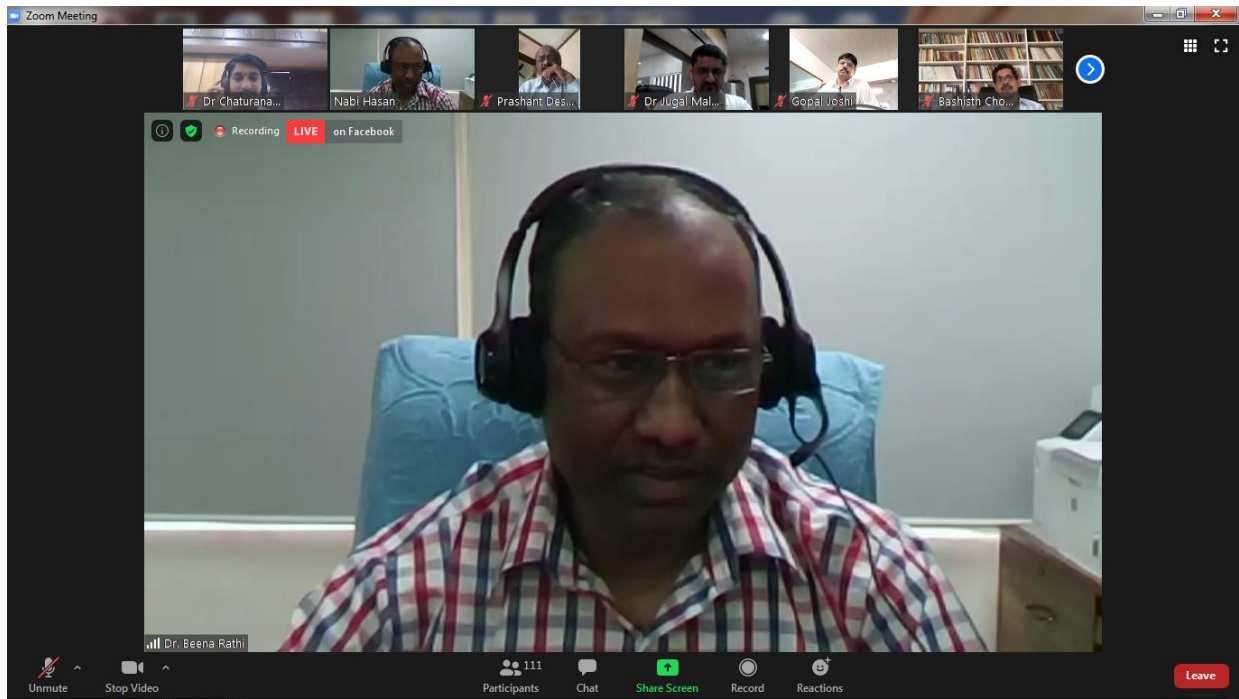 Zoom Meeting
Dr Chaturana...
Nabi Hasan
Prashant Des...
Dr Jugal Mal...
Gopal Joshi
Bashisth Cho...
Recording LIVE on Facebook
Dr. Beena Rathi
Unmute
Stop Video
111
Participants
Chat
Share Screen
Record
Reactions
Leave